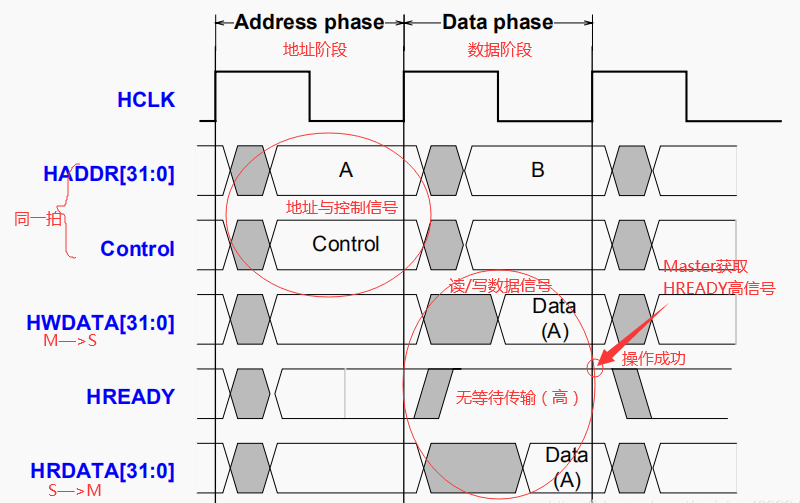 Address phase
Data phase
地址阶段
数据阶段
HCLK
HADDR[31:0]
A
B
同一拍
地址与控制信号
Control
Control
Master获取
HREADY高信号
读/写数据信号
HWDATA[31:0]
Data
(A)
M—>S
操作成功
HREADY
无等待传输（高）
HRDATA[31:0]
Data
(A)
S—>M